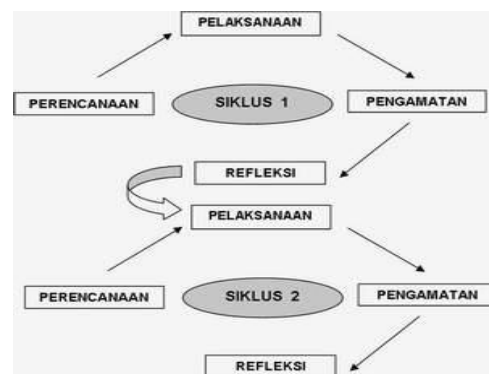 PELAKSANAAN
PERENCANAAN
SIKLUS 1
PENGAMATAN
REFLEKSI
PELAKSANAAN
PERENCANAAN
SIKLUS 2
PENGAMATAN
REFLEKSI